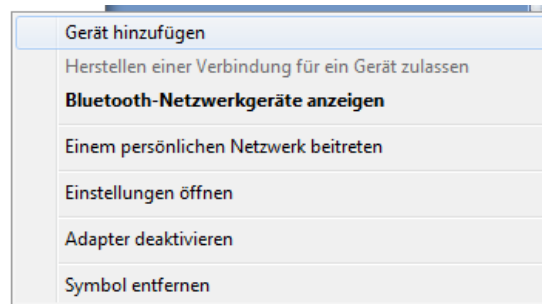 Gerät hinzufügen
Herstellen einer Verbindung für ein Gerät zulassen
Bluetooth-Netzwerkgeräte anzeigen
Einem persönlichen Netzwerk beitreten
Einstellungen öffnen
Adapter deaktivieren
Symbol entfernen